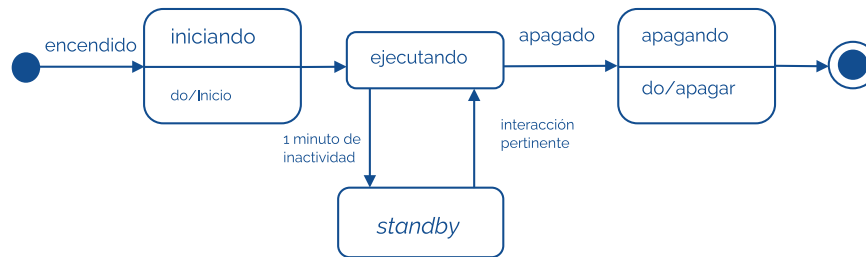 encendido
iniciando
do/Inicio
ejecutando
apagado
apagando
do/apagar
1 minuto de
inactividad
interacción
pertinente
standby